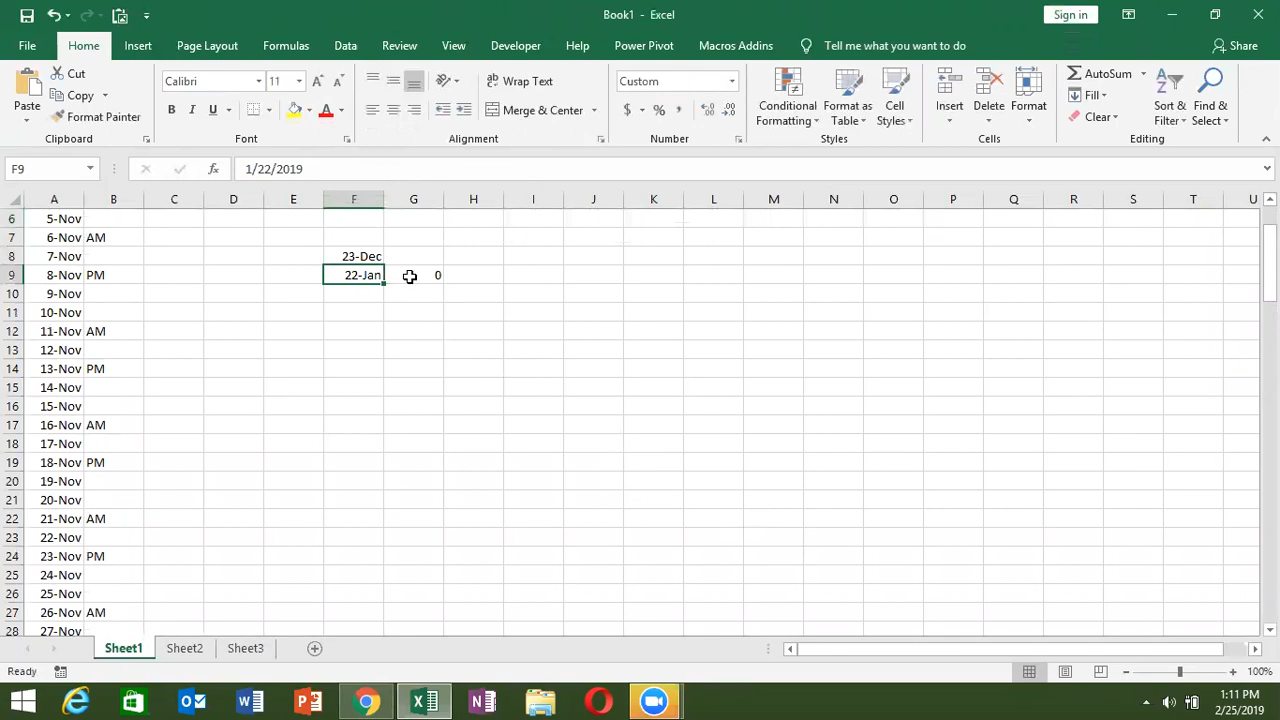 Book1 - Excel
Sign in
File Home Insert Page Layout Formulas Data Review View Developer Help Power Pivot Macros Addins Tell me what you want to do Share
Paste Cut Copy Format Painter Clipboard
Calibri 11 B I U A Font
ab Wrap Text Merge & Center Alignment
Custom $ % , Number
Conditional Formatting Format as Table Cell Styles Styles
Insert Delete Format Cells
AutoSum Fill Clear Sort & Filter Find & Select Editing
F9 fx 1/22/2019
A B C D E F G H I J K L M N O P Q R S T U
6 5-Nov
7 6-Nov AM
8 7-Nov 23-Dec
9 8-Nov PM 22-Jan 0
10 9-Nov
11 10-Nov
12 11-Nov AM
13 12-Nov
14 13-Nov PM
15 14-Nov
16 15-Nov
17 16-Nov AM
18 17-Nov
19 18-Nov PM
20 19-Nov
21 20-Nov
22 21-Nov AM
23 22-Nov
24 23-Nov PM
25 24-Nov
26 25-Nov
27 26-Nov AM
28 27-Nov
Sheet1 Sheet2 Sheet3
Ready 100%
1:11 PM
2/25/2019